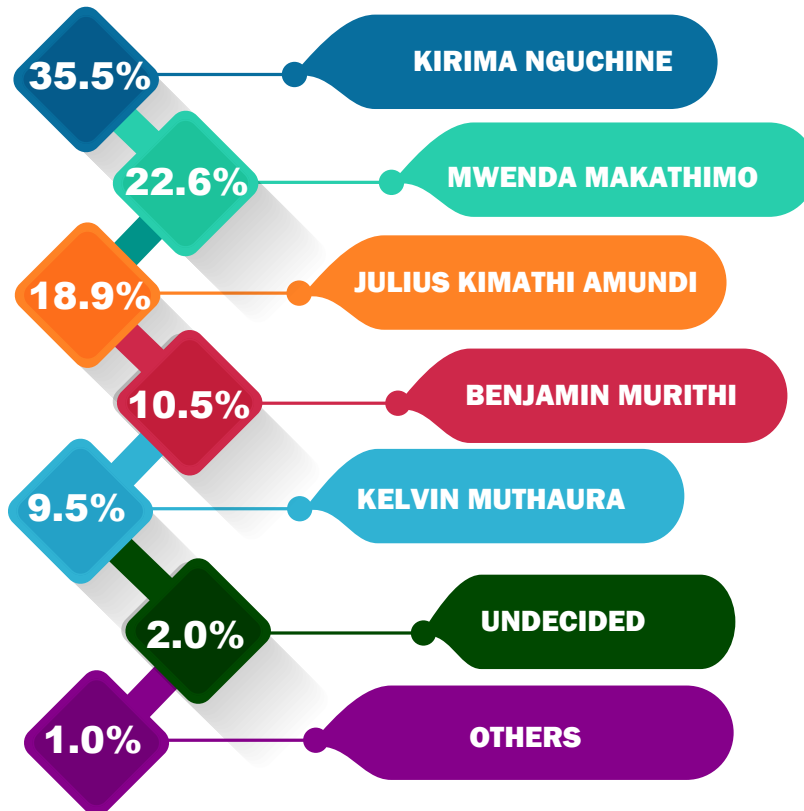 35.5% KIRIMA NGUCHINE
22.6% MWENDA MAKATHIMO
18.9% JULIUS KIMATHI AMUNDI
10.5% BENJAMIN MURITHI
9.5% KELVIN MUTHAURA
2.0% UNDECIDED
1.0% OTHERS